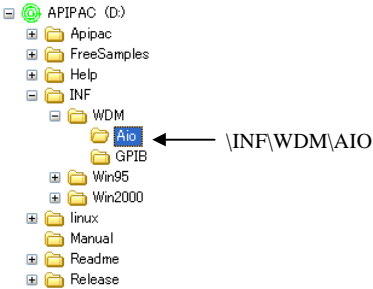 APIPAC (D:)
Apipac
FreeSamples
Help
INF
WDM
Aio
\INF\WDM\AIO
GPIB
Win95
Win2000
linux
Manual
Readme
Release